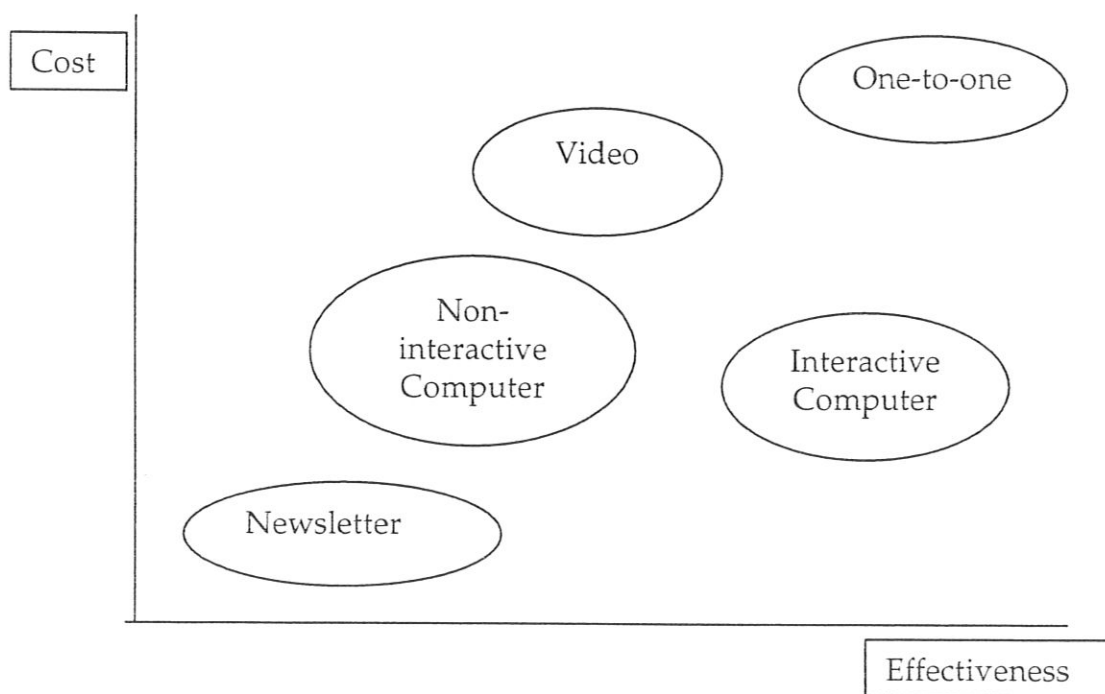 Cost
One-to-one
Video
Non-
interactive
Computer
Interactive
Computer
Newsletter
Effectiveness